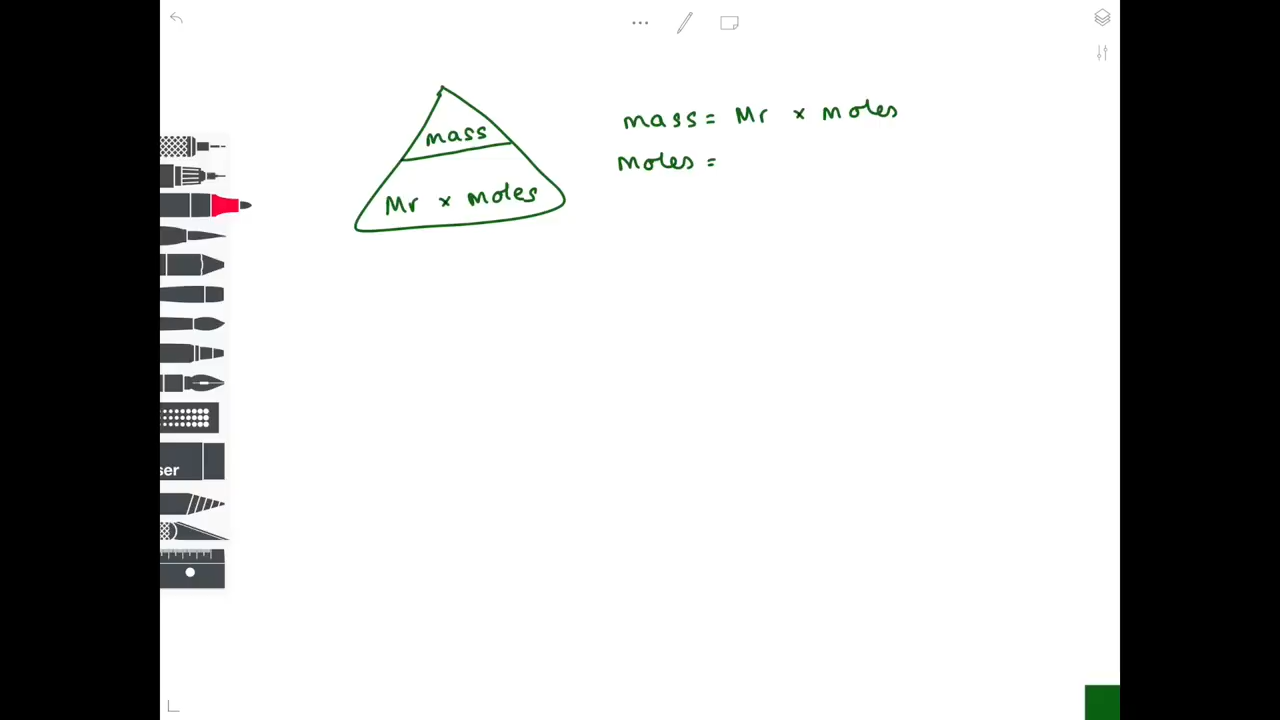 mass
Mr x moles
mass = Mr x moles
moles =
ser